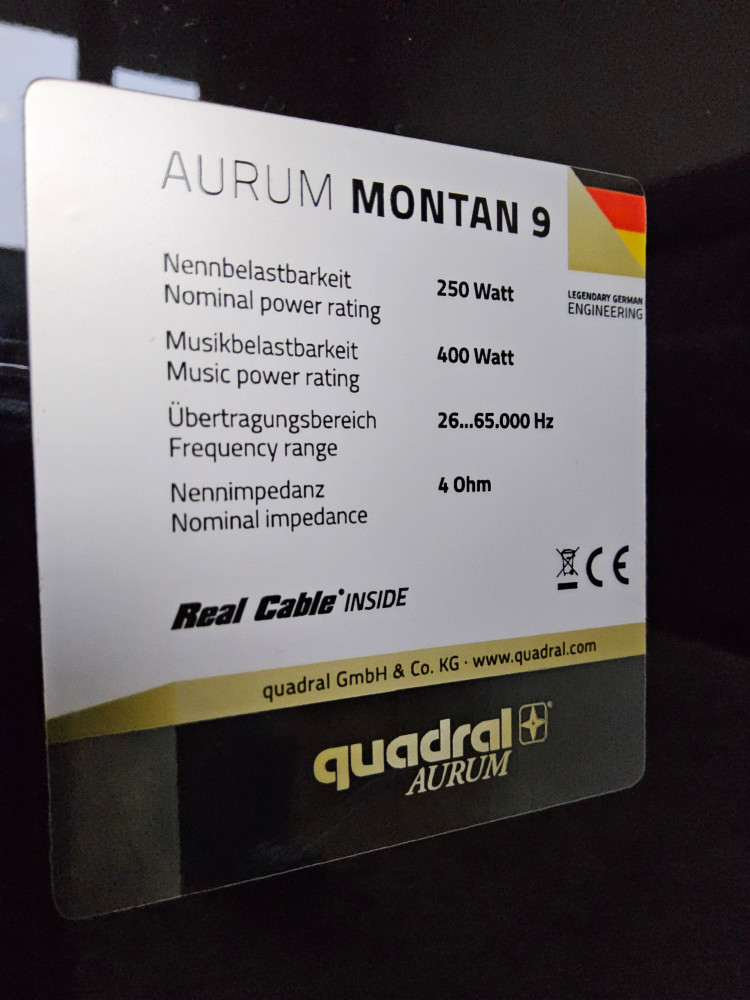 AURUM MONTAN 9
LEGENDARY GERMAN
ENGINEERING
Nennbelastbarkeit
Nominal power rating
250 Watt
Musikbelastbarkeit
Music power rating
400 Watt
Übertragungsbereich
Frequency range
26...65.000 Hz
Nennimpedanz
Nominal impedance
4 Ohm
CE
Real Cable® INSIDE
quadral GmbH & Co. KG · www.quadral.com
quadral®
AURUM